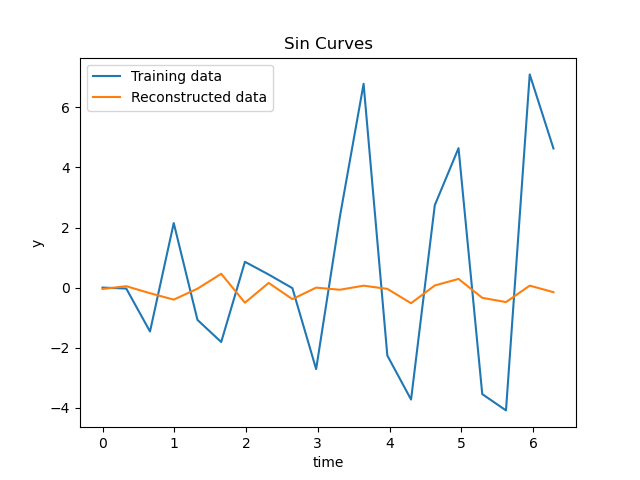 Sin Curves
Training data
Reconstructed data
y
6
4
2
0
−2
−4
0 1 2 3 4 5 6
time